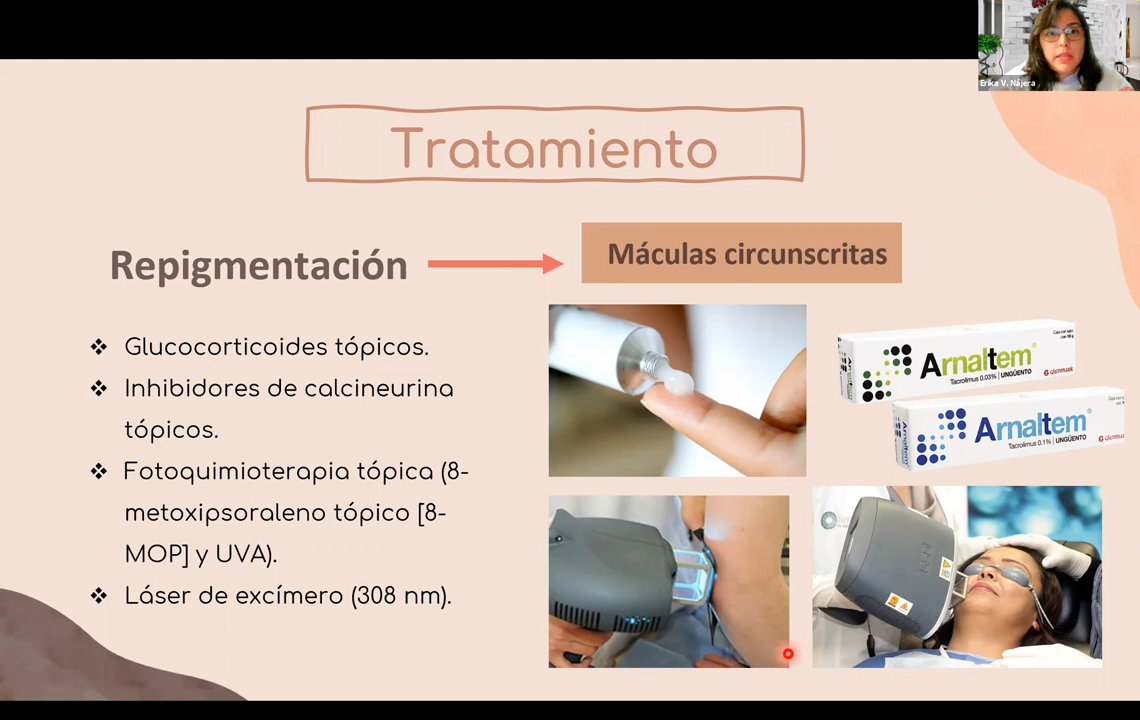 Erika V. Nájera
Tratamiento
Repigmentación
Máculas circunscritas
❖ Glucocorticoides tópicos.
❖ Inhibidores de calcineurina
tópicos.
❖ Fotoquimioterapia tópica (8-
metoxipsoraleno tópico [8-
MOP] y UVA).
❖ Láser de excímero (308 nm).
Arnaltem
Tacrolimus 0.03% | UNGÜENTO
Glenmark
Arnaltem
Tacrolimus 0.1% | UNGÜENTO